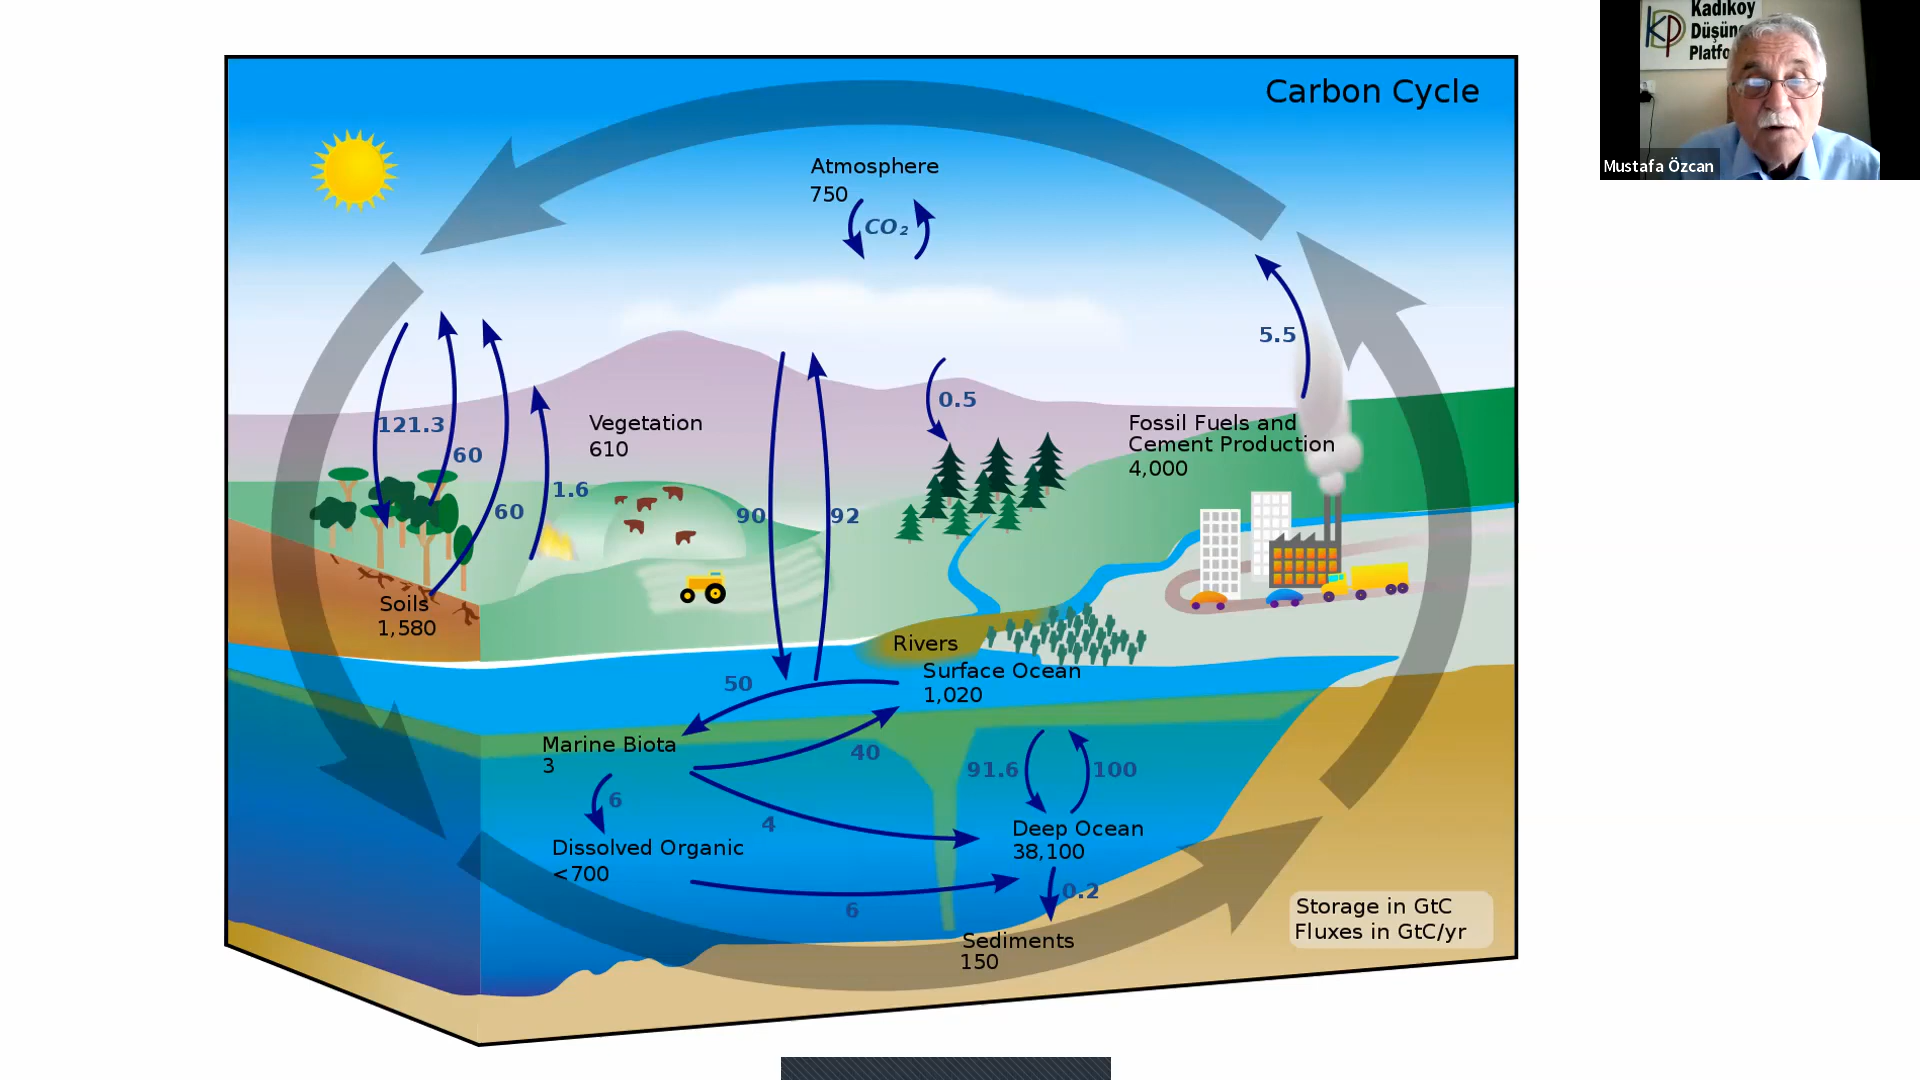 Carbon Cycle
Atmosphere
750
CO₂
5.5
121.3
60
60
1.6
Vegetation
610
90
92
0.5
Fossil Fuels and
Cement Production
4,000
Soils
1,580
Rivers
Surface Ocean
1,020
50
Marine Biota
3
40
91.6
100
6
4
Dissolved Organic
<700
6
Deep Ocean
38,100
0.2
Sediments
150
Storage in GtC
Fluxes in GtC/yr
KDP
Kadıköy
Düşünc
Platfo
Mustafa Özcan